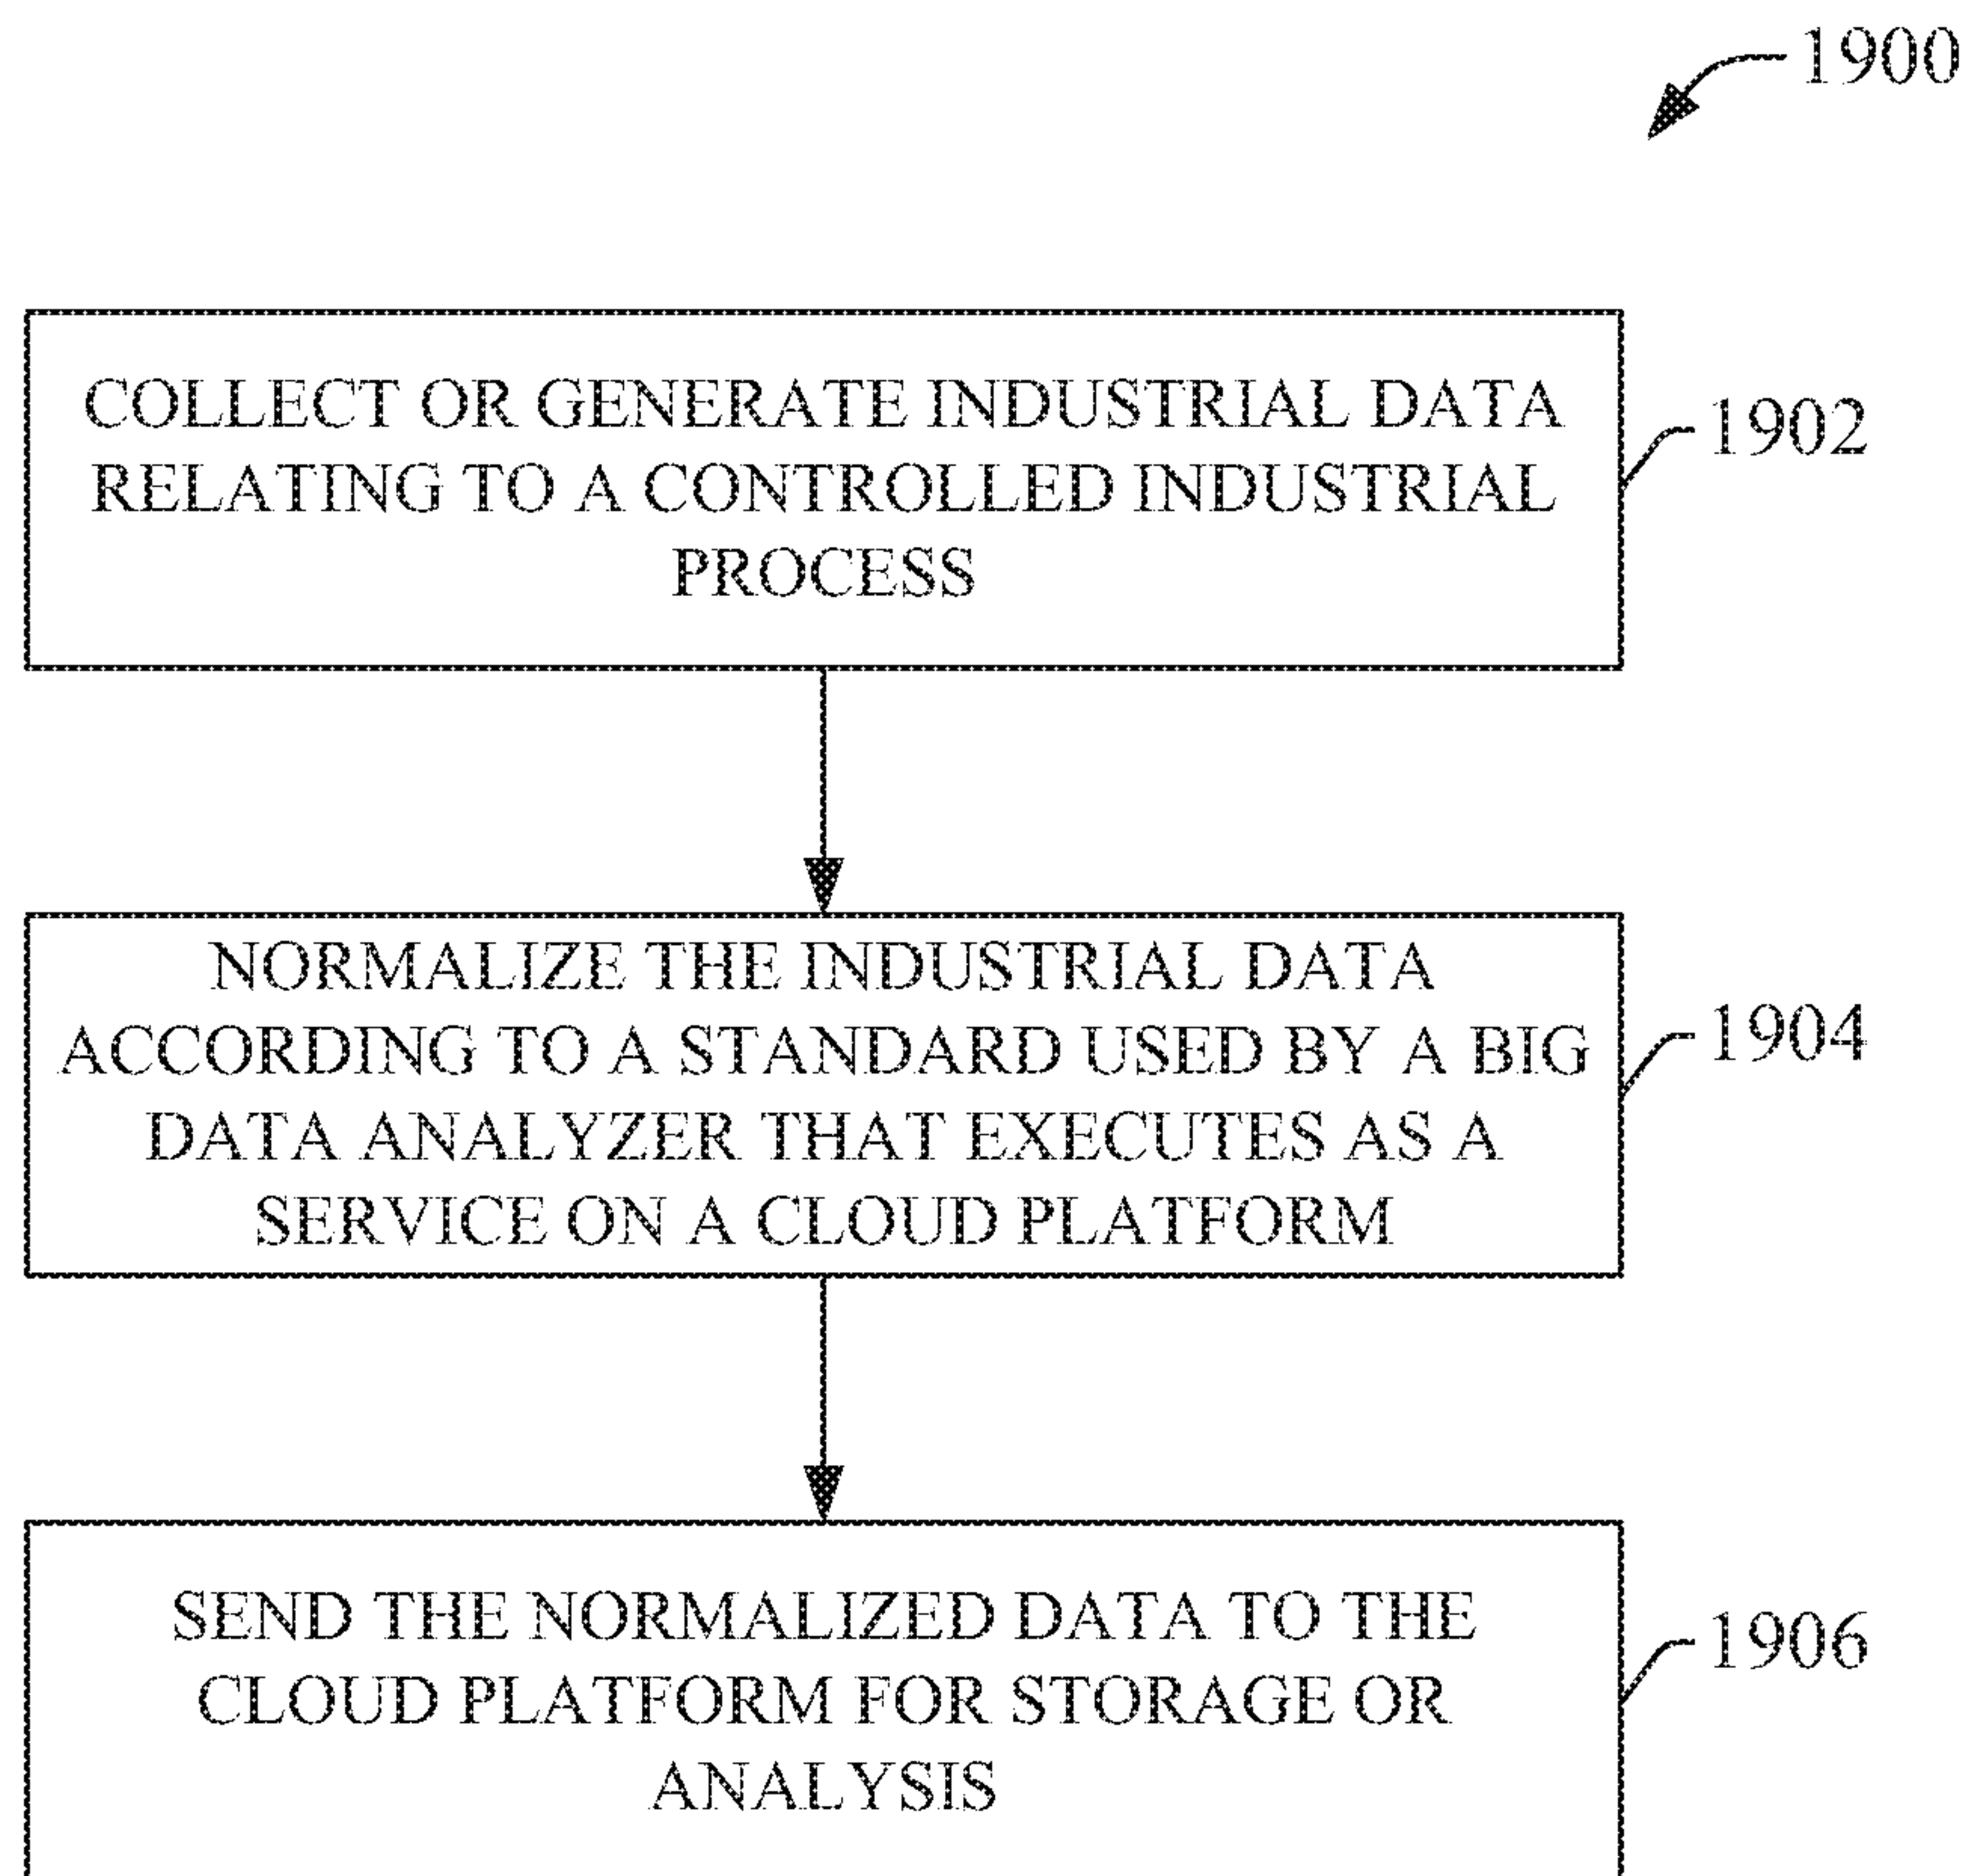 1900
COLLECT OR GENERATE INDUSTRIAL DATA
RELATING TO A CONTROLLED INDUSTRIAL
PROCESS
1902
NORMALIZE THE INDUSTRIAL DATA
ACCORDING TO A STANDARD USED BY A BIG
DATA ANALYZER THAT EXECUTES AS A
SERVICE ON A CLOUD PLATFORM
1904
SEND THE NORMALIZED DATA TO THE
CLOUD PLATFORM FOR STORAGE OR
ANALYSIS
1906